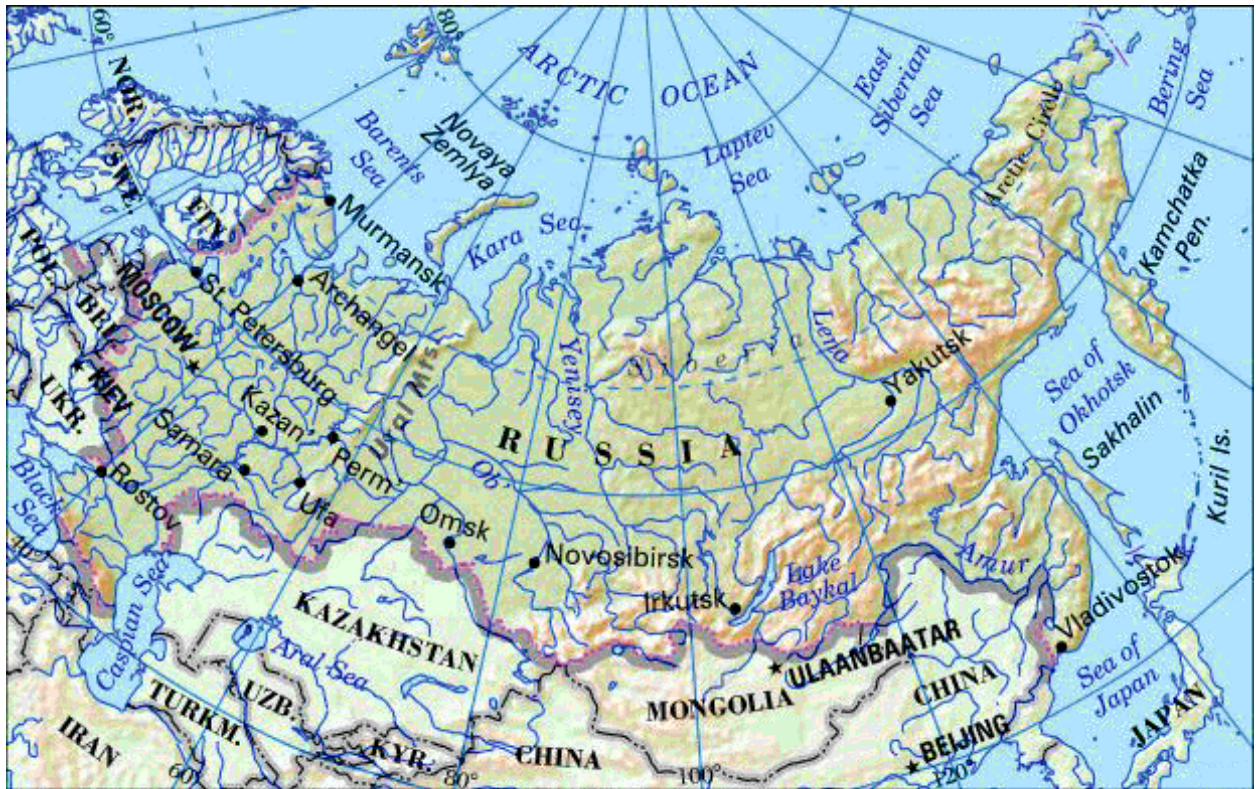 60°
80°
ARCTIC OCEAN
NOR.
SWE.
FIN.
Barents
Sea
Novaya
Zemlya
Kara Sea
Laptev
Sea
East
Siberian
Sea
Arctic Circle
Bering
Sea
Kamchatka
Pen.
Murmansk
Archangel
St. Petersburg
MOSCOW
POL.
BEL.
KIEV
UKR.
Kazan'
Samara
Perm'
Ufa
Rostov
Ural Mts
Ob'
Yenisey
Siberia
Lena
Yakutsk
RUSSIA
Sea of
Okhotsk
Sakhalin
Kuril Is.
Omsk
Novosibirsk
Irkutsk
Lake
Baykal
Amur
Vladivostok
Black
Sea
40°
Caspian Sea
Aral Sea
KAZAKHSTAN
UZB.
TURKM.
KYR.
IRAN
CHINA
MONGOLIA
ULAANBAATAR
CHINA
BEIJING
Sea of
Japan
JAPAN
60°
80°
100°
120°